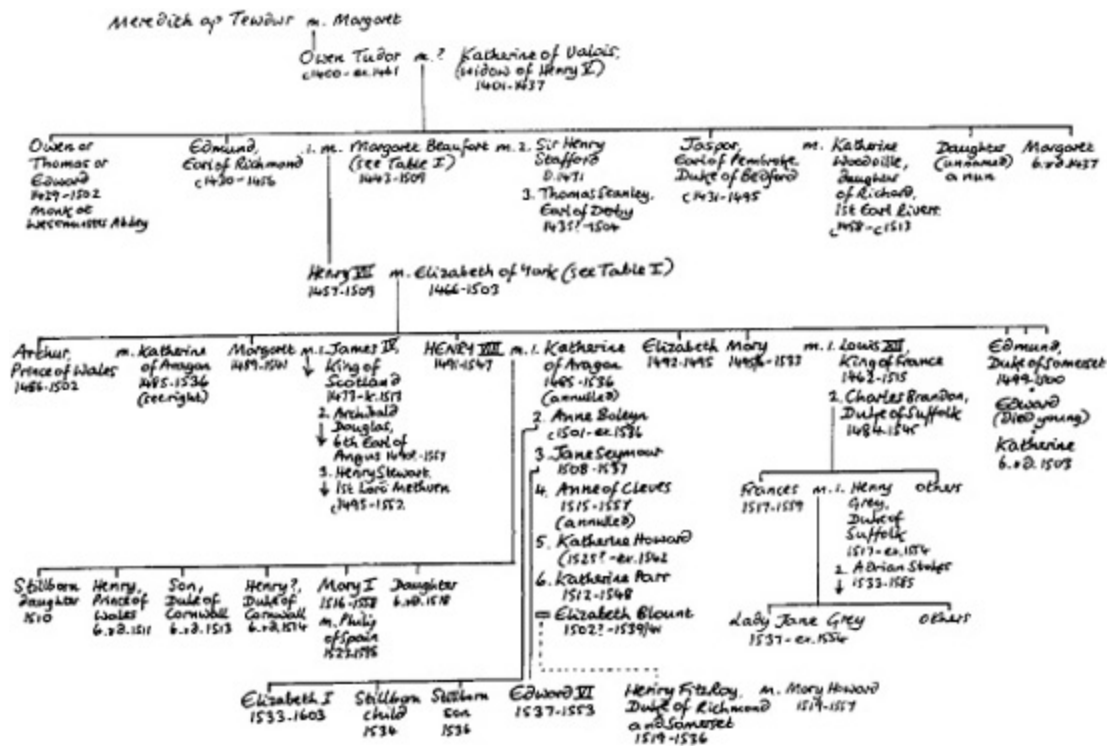 Meredith ap Tewdwr m. Margaret
Owen Tudor m.? Katherine of Valois,
c1400-ex.1461 (widow of Henry V)
1401-1437
Owen or
Thomas or
Edward
1429-1502
Monk at
Westminster Abbey
Edmund,
Earl of Richmond
c1430-1456
1. m.
Margaret Beaufort m. 2. Sir Henry
(see Table I) Stafford
1443-1509
D.1471
3. Thomas Stanley,
Earl of Derby
1435?-1504
Jasper,
Earl of Pembroke,
Duke of Bedford
c1431-1495
m. Katherine
Woodville,
daughter
of Richard,
1st Earl Rivers
c1458-c1513
Daughter
(unnamed)
a nun
Margaret
b.&d.1437
Henry VII m. Elizabeth of York (see Table I)
1457-1509 1466-1503
Arthur,
Prince of Wales
1486-1502
m. Katherine
of Aragon
1485-1536
(see right)
Margaret m.1. James IV,
1489-1541 King of
Scotland
1473-k.1513
2. Archibald
Douglas,
6th Earl of
Angus
3. Henry Stewart
1st Lord Methven
c1495-1552
HENRY VIII m. 1. Katherine
1491-1547 of Aragon
1485-1536
(annulled)
2. Anne Boleyn
c1501-ex.1536
3. Jane Seymour
1508-1537
4. Anne of Cleves
1515-1557
(annulled)
5. Katherine Howard
(1525?-ex.1542
6. Katherine Parr
1512-1548
Elizabeth Blount
1502?-1539/41
Elizabeth
1492-1495
Mary m.1. Louis XII,
King of France
1462-1515
2. Charles Brandon,
Duke of Suffolk
1484-1545
Edmund,
Duke of Somerset
1499-1500
Edward
(Died young)
Katherine
b.&d.1503
Frances m.1. Henry
1517-1559 Grey,
Duke of
Suffolk
1517-ex.1554
2. Adrian Stokes
1533-1585
others
Lady Jane Grey
1537-ex.1554
others
Stillborn
daughter
1510
Henry,
Prince of
Wales
b.&d.1511
Son,
Duke of
Cornwall
b.&d.1513
Henry?,
Duke of
Cornwall
b.&d.1514
Mary I
1516-1558
m. Philip
of Spain
Daughter
b.&d.1518
Elizabeth I
1533-1603
Stillborn
child
1534
Stillborn
son
1536
Edward VI
1537-1553
Henry FitzRoy, m. Mary Howard
Duke of Richmond 1519-1557
and Somerset
1519-1536